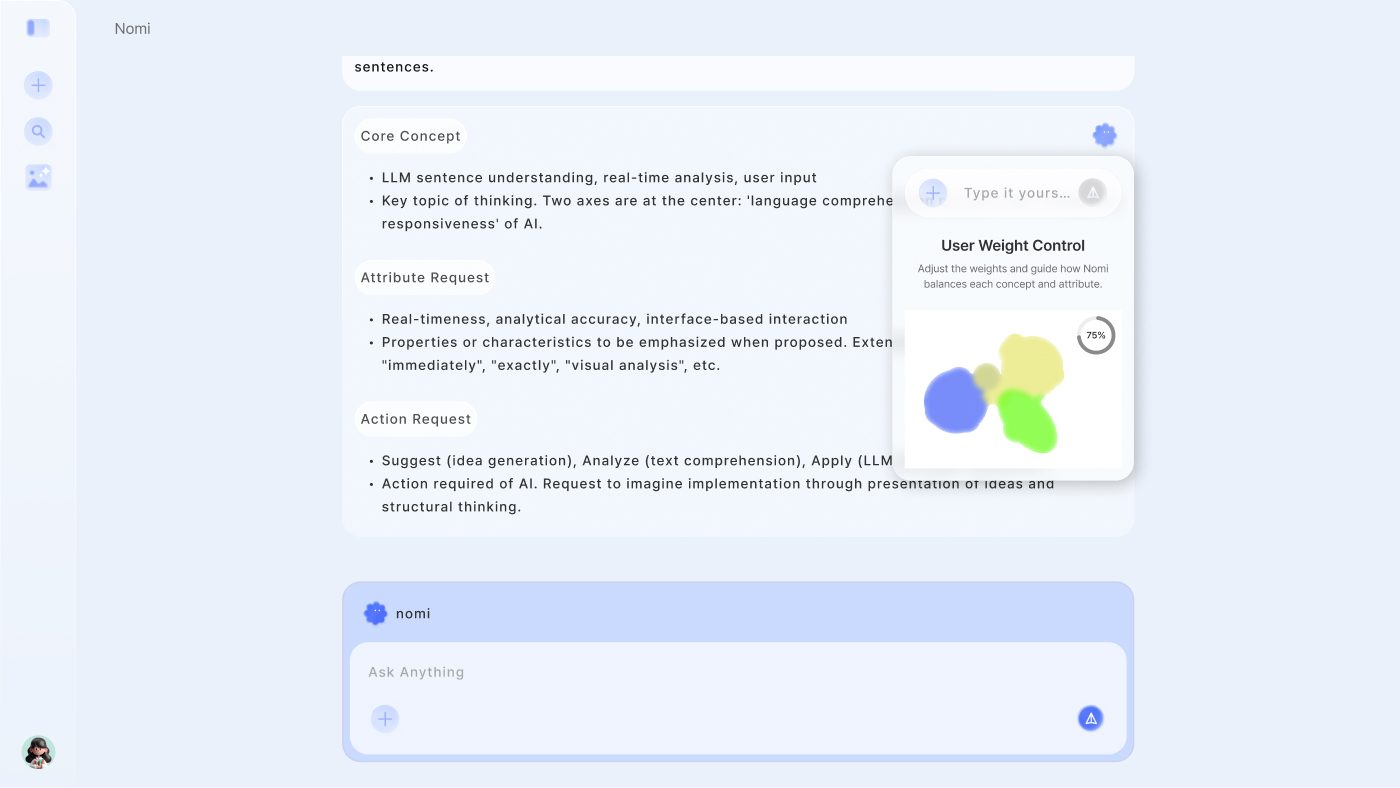 Nomi
sentences.
Core Concept
• LLM sentence understanding, real-time analysis, user input
• Key topic of thinking. Two axes are at the center: 'language comprehe
responsiveness' of AI.
Attribute Request
• Real-timeness, analytical accuracy, interface-based interaction
• Properties or characteristics to be emphasized when proposed. Exten
"immediately", "exactly", "visual analysis", etc.
Action Request
• Suggest (idea generation), Analyze (text comprehension), Apply (LLM
• Action required of AI. Request to imagine implementation through presentation of ideas and
structural thinking.
Type it yours...
User Weight Control
Adjust the weights and guide how Nomi
balances each concept and attribute.
75%
nomi
Ask Anything